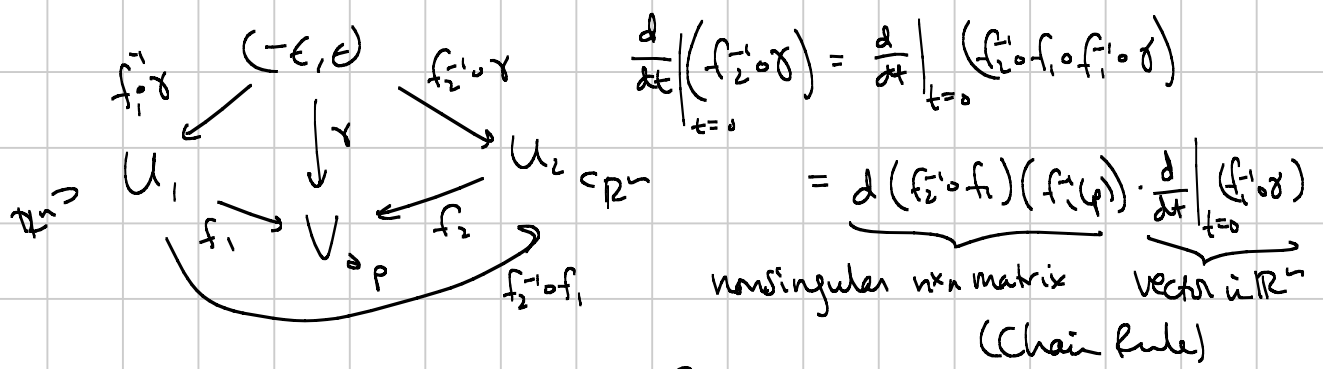 (-ϵ, ϵ)
f₁⁻¹∘γ
f₂⁻¹∘γ
γ
ℝⁿ ⊃ U₁
U₂ ⊂ ℝⁿ
f₁
V ∋ p
f₂
f₂⁻¹∘f₁
d/dt|_{t=0} (f₂⁻¹∘γ) = d/dt|_{t=0} (f₂⁻¹∘f₁∘f₁⁻¹∘γ)
= d(f₂⁻¹∘f₁)(f₁⁻¹(p)) · d/dt|_{t=0} (f₁⁻¹∘γ)
nonsingular n×n matrix
vector in ℝⁿ
(Chain Rule)